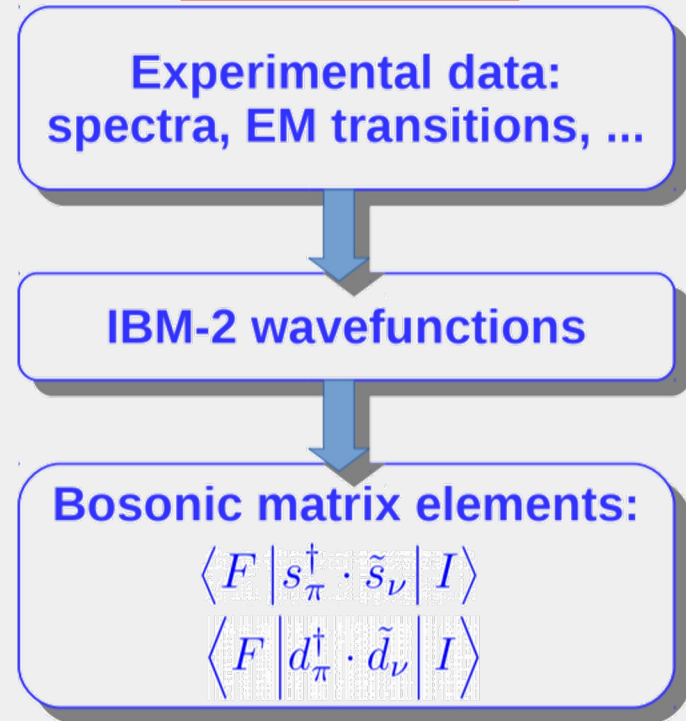 Experimental data:
spectra, EM transitions, ...
IBM-2 wavefunctions
Bosonic matrix elements:
⟨F |s†π · s̃ν| I⟩
⟨F |d†π · d̃ν| I⟩